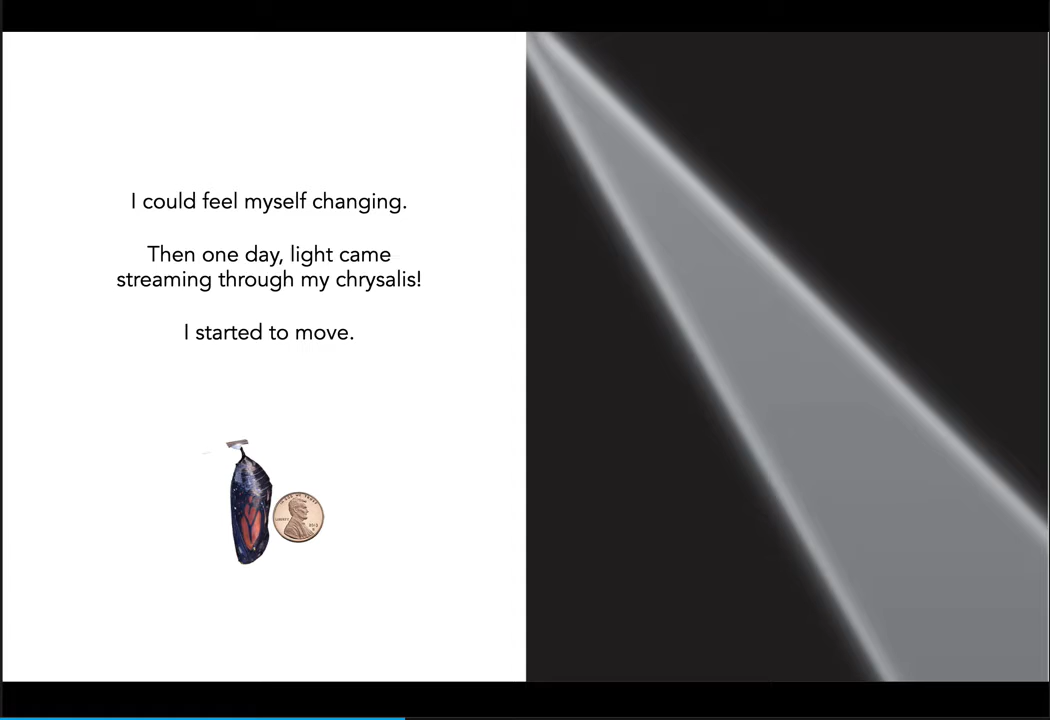 I could feel myself changing.
Then one day, light came
streaming through my chrysalis!
I started to move.